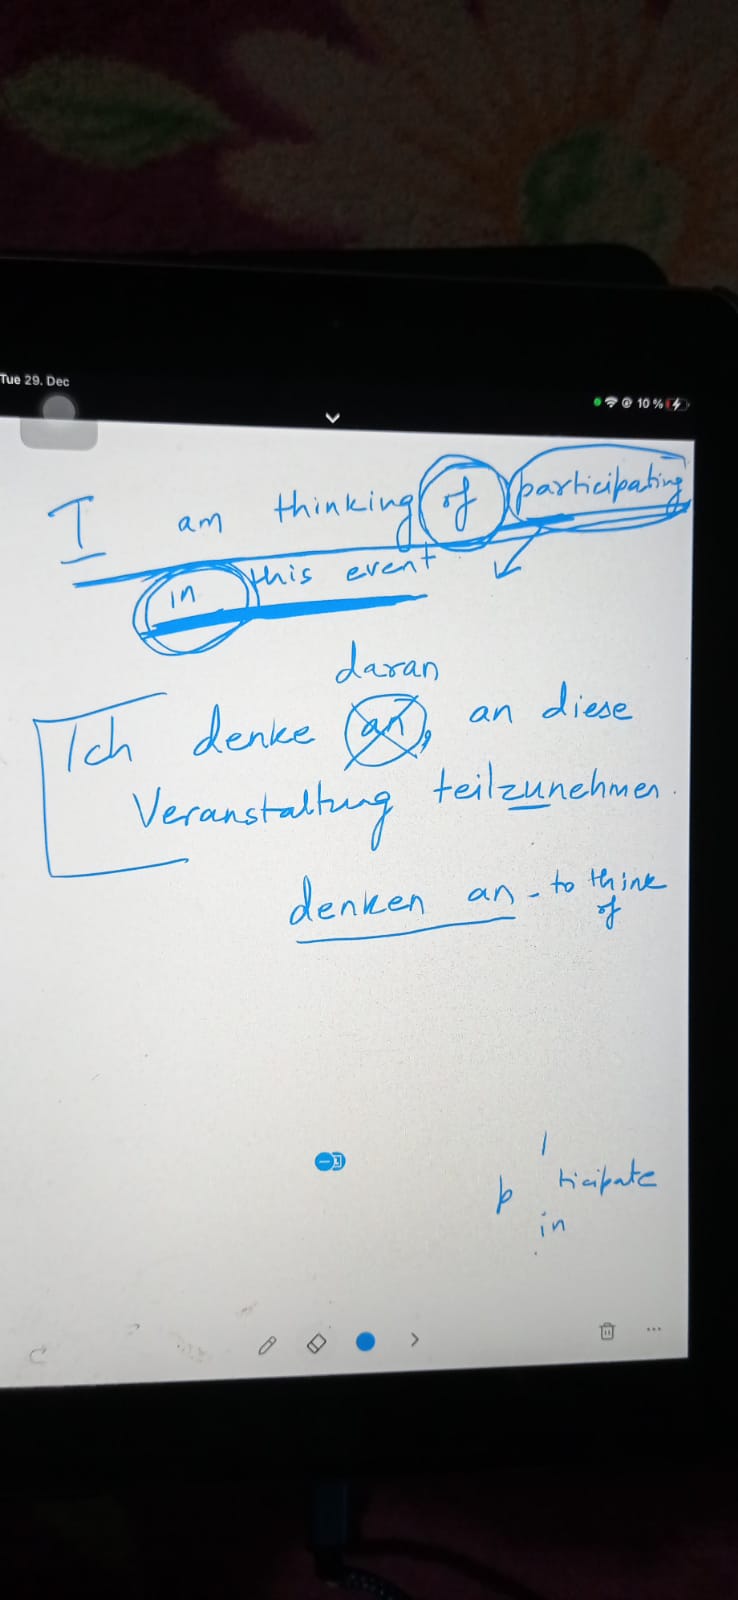 Tue 29. Dec
10 %
I am thinking of participating
in this event
daran
Ich denke an, an diese
Veranstaltung teilzunehmen.
denken an - to think
of
ticipate
in